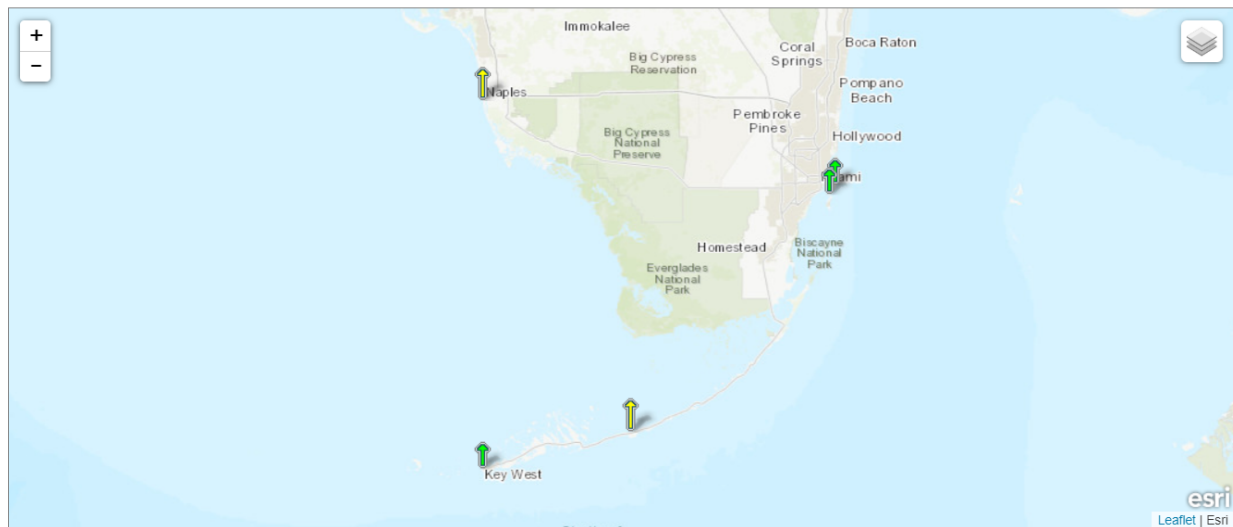 +
−
Immokalee
Big Cypress
Reservation
Coral
Springs
Boca Raton
Naples
Pompano
Beach
Pembroke
Pines
Big Cypress
National
Preserve
Hollywood
Homestead
Biscayne
National
Park
Everglades
National
Park
Key West
esri
Leaflet | Esri